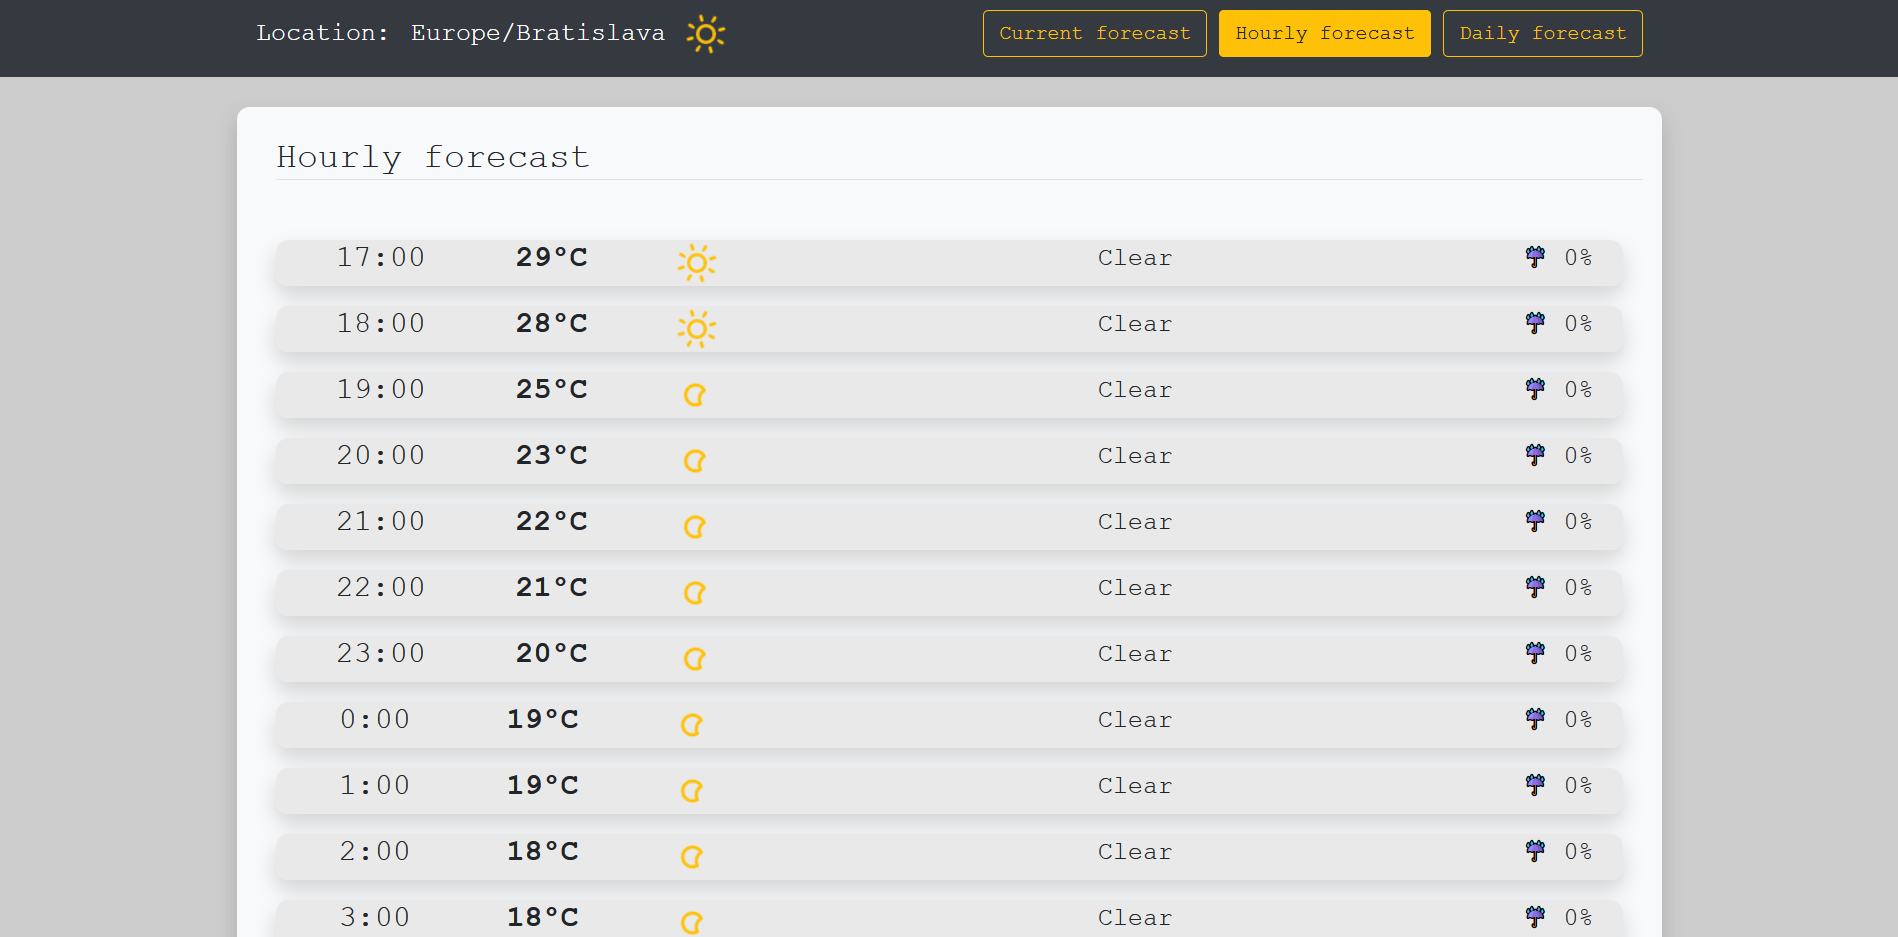 Location: Europe/Bratislava Current forecast Hourly forecast Daily forecast
Hourly forecast
17:00 29°C Clear 0%
18:00 28°C Clear 0%
19:00 25°C Clear 0%
20:00 23°C Clear 0%
21:00 22°C Clear 0%
22:00 21°C Clear 0%
23:00 20°C Clear 0%
0:00 19°C Clear 0%
1:00 19°C Clear 0%
2:00 18°C Clear 0%
3:00 18°C Clear 0%